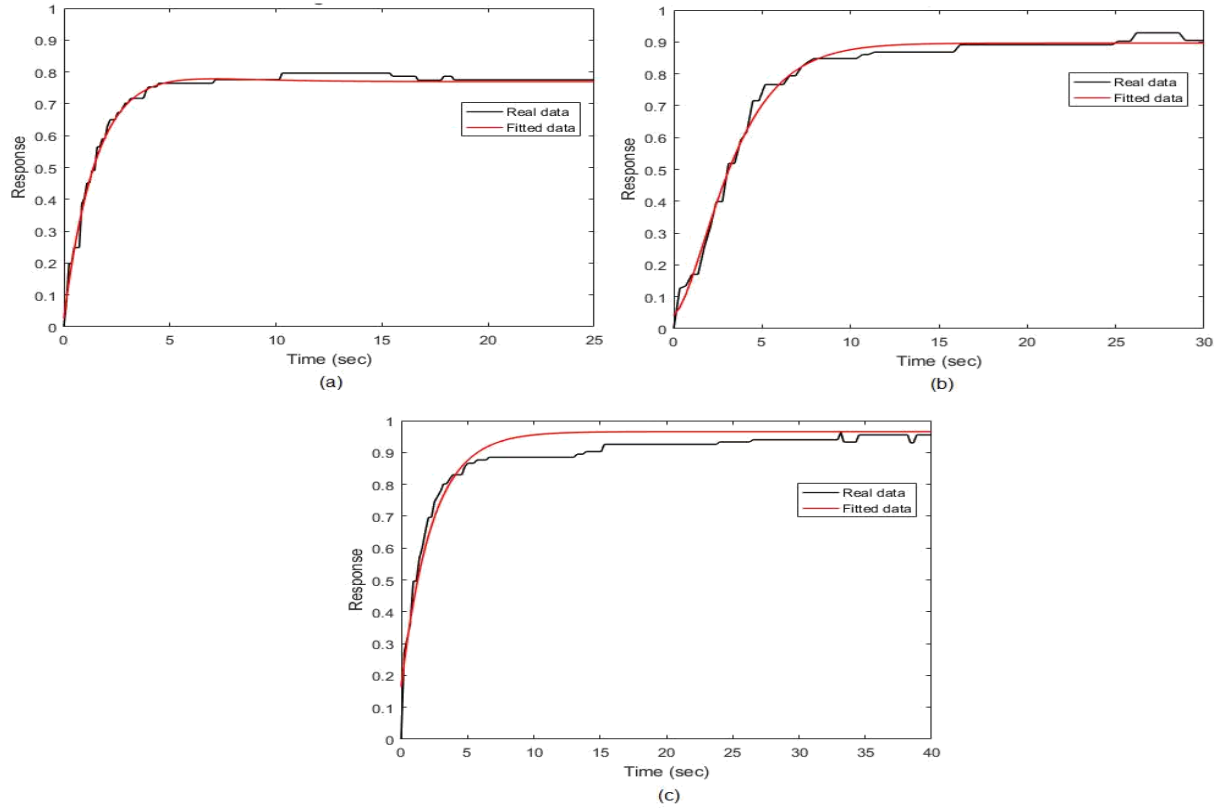 1
0.9
0.8
0.7
0.6
0.5
0.4
0.3
0.2
0.1
0
Response
0 5 10 15 20 25
Time (sec)
Real data
Fitted data
(a)
1
0.9
0.8
0.7
0.6
0.5
0.4
0.3
0.2
0.1
0
Response
0 5 10 15 20 25 30
Time (sec)
Real data
Fitted data
(b)
1
0.9
0.8
0.7
0.6
0.5
0.4
0.3
0.2
0.1
0
Response
0 5 10 15 20 25 30 35 40
Time (sec)
Real data
Fitted data
(c)